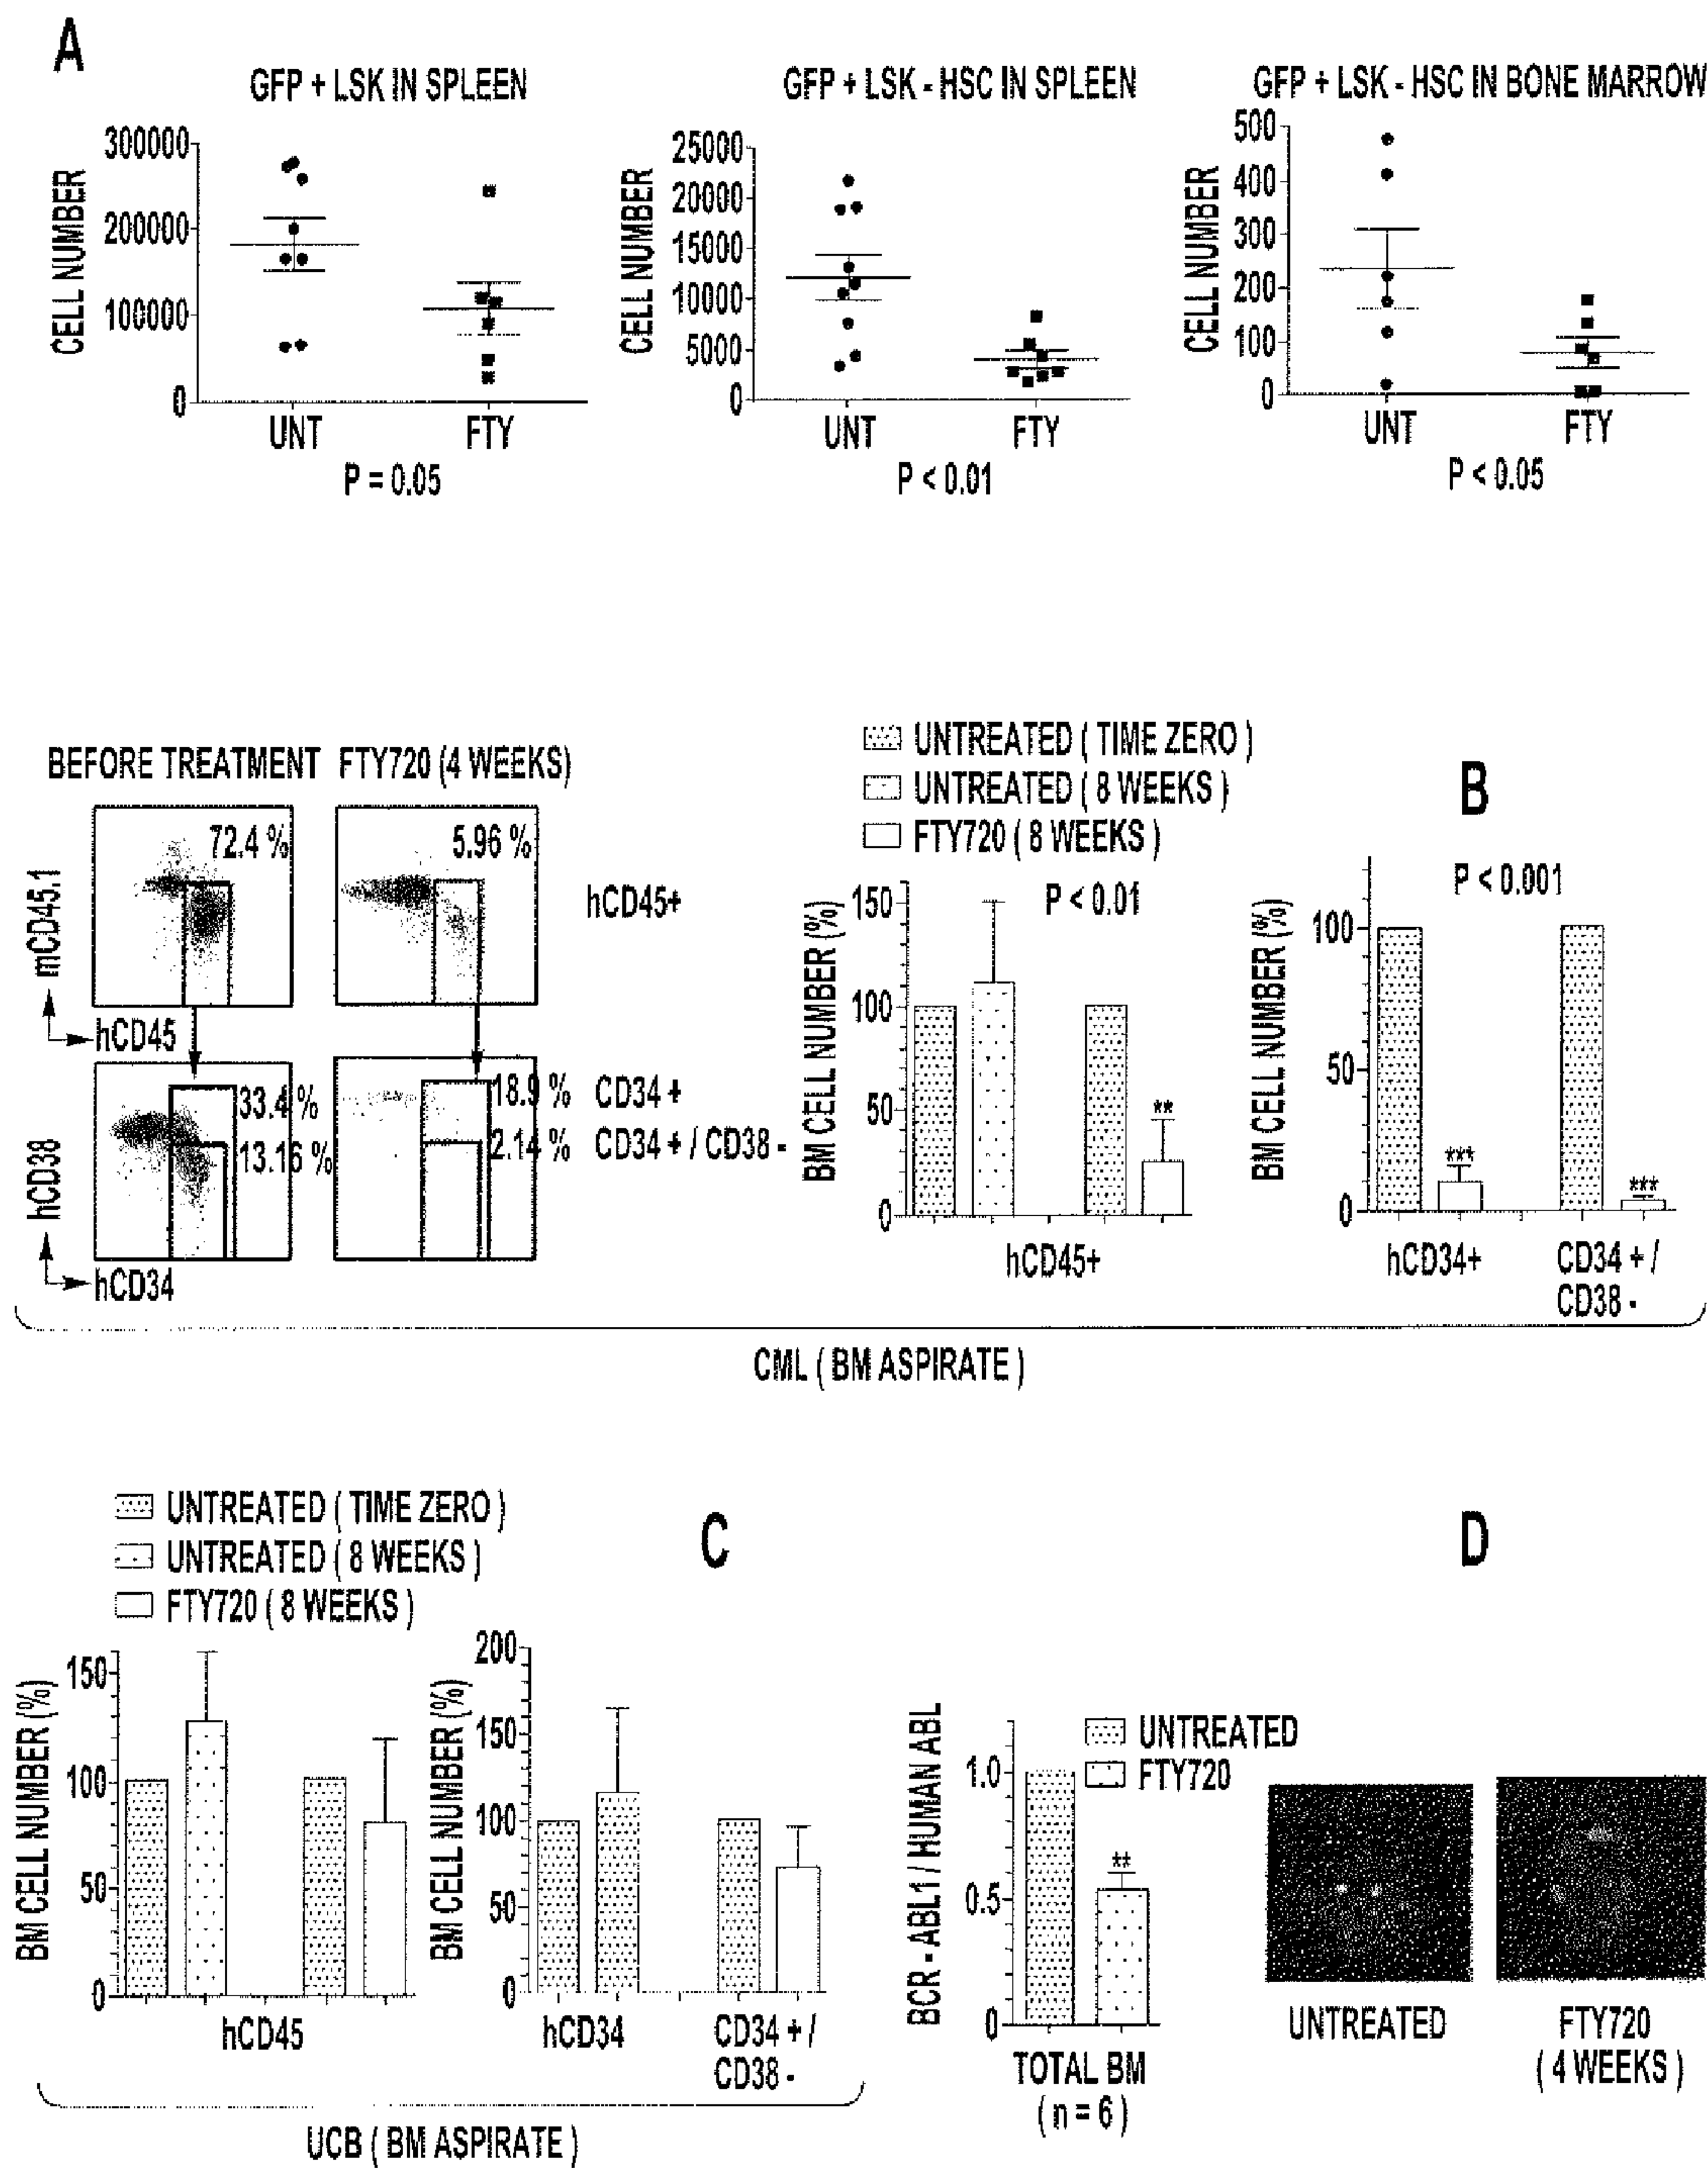 A
GFP + LSK IN SPLEEN
CELL NUMBER
300000
200000
100000
0
UNT
FTY
P = 0.05
GFP + LSK - HSC IN SPLEEN
CELL NUMBER
25000
20000
15000
10000
5000
0
UNT
FTY
P < 0.01
GFP + LSK - HSC IN BONE MARROW
CELL NUMBER
500
400
300
200
100
0
UNT
FTY
P < 0.05
B
BEFORE TREATMENT
FTY720 (4 WEEKS)
72.4 %
5.96 %
hCD45+
mCD45.1
hCD45
33.4 %
13.16 %
18.9 %
CD34 +
2.14 %
CD34 + / CD38 -
hCD38
hCD34
UNTREATED ( TIME ZERO )
UNTREATED ( 8 WEEKS )
FTY720 ( 8 WEEKS )
P < 0.01
BM CELL NUMBER (%)
150
100
50
0
**
hCD45+
P < 0.001
BM CELL NUMBER (%)
100
50
0
***
***
hCD34+
CD34 + /
CD38 -
CML ( BM ASPIRATE )
C
UNTREATED ( TIME ZERO )
UNTREATED ( 8 WEEKS )
FTY720 ( 8 WEEKS )
BM CELL NUMBER (%)
150
100
50
0
hCD45
BM CELL NUMBER (%)
200
150
100
50
0
hCD34
CD34 + /
CD38 -
UCB ( BM ASPIRATE )
D
BCR - ABL1 / HUMAN ABL
1.0
0.5
0
UNTREATED
FTY720
**
TOTAL BM
( n = 6 )
UNTREATED
FTY720
( 4 WEEKS )